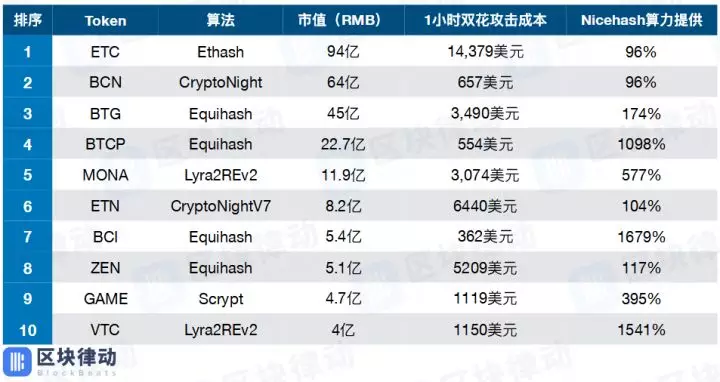 排序 Token 算法 市值（RMB） 1小时双花攻击成本 Nicehash算力提供
1 ETC Ethash 94亿 14,379美元 96%
2 BCN CryptoNight 64亿 657美元 96%
3 BTG Equihash 45亿 3,490美元 174%
4 BTCP Equihash 22.7亿 554美元 1098%
5 MONA Lyra2REv2 11.9亿 3,074美元 577%
6 ETN CryptoNightV7 8.2亿 6440美元 104%
7 BCI Equihash 5.4亿 362美元 1679%
8 ZEN Equihash 5.1亿 5209美元 117%
9 GAME Scrypt 4.7亿 1119美元 395%
10 VTC Lyra2REv2 4亿 1150美元 1541%
区块律动
BlockBeats